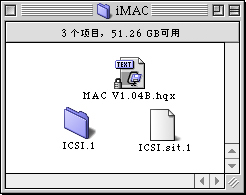 iMAC
3 个项目, 51.26 GB可用
TEXT
MAC V1.04B.hqx
ICSI.1
ICSI.sit.1